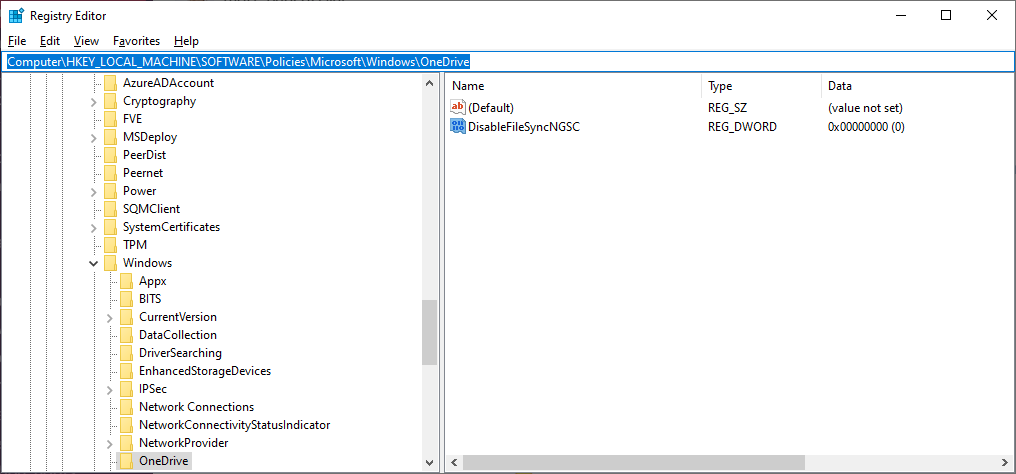 Registry Editor
File Edit View Favorites Help
Computer\HKEY_LOCAL_MACHINE\SOFTWARE\Policies\Microsoft\Windows\OneDrive
AzureADAccount
Cryptography
FVE
MSDeploy
PeerDist
Peernet
Power
SQMClient
SystemCertificates
TPM
Windows
Appx
BITS
CurrentVersion
DataCollection
DriverSearching
EnhancedStorageDevices
IPSec
Network Connections
NetworkConnectivityStatusIndicator
NetworkProvider
OneDrive
Name Type Data
ab (Default) REG_SZ (value not set)
DisableFileSyncNGSC REG_DWORD 0x00000000 (0)